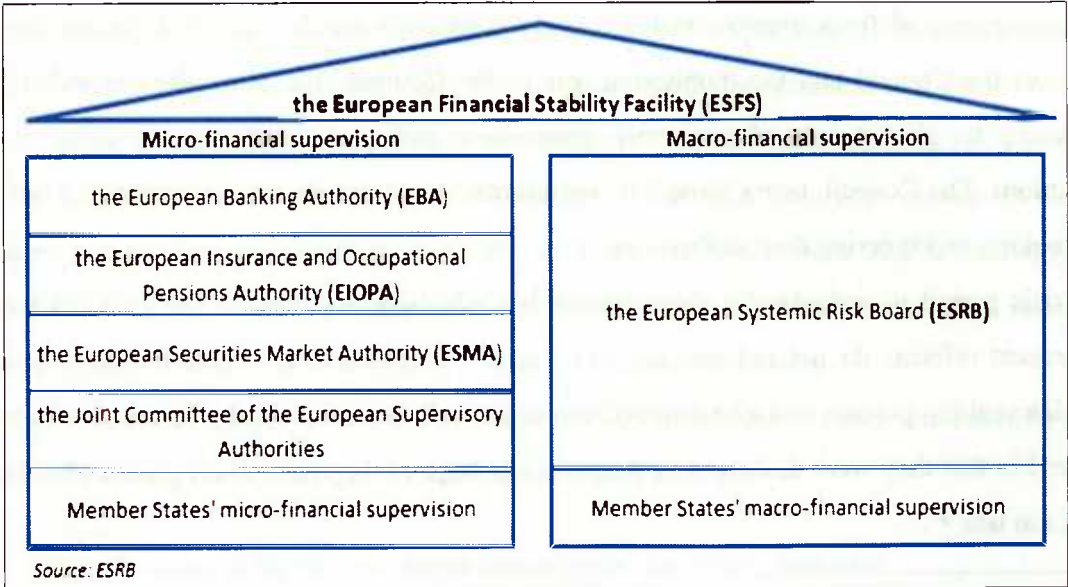 the European Financial Stability Facility (ESFS)
Micro-financial supervision
the European Banking Authority (EBA)
the European Insurance and Occupational
Pensions Authority (EIOPA)
the European Securities Market Authority (ESMA)
the Joint Committee of the European Supervisory
Authorities
Member States' micro-financial supervision
Macro-financial supervision
the European Systemic Risk Board (ESRB)
Member States' macro-financial supervision
Source: ESRB